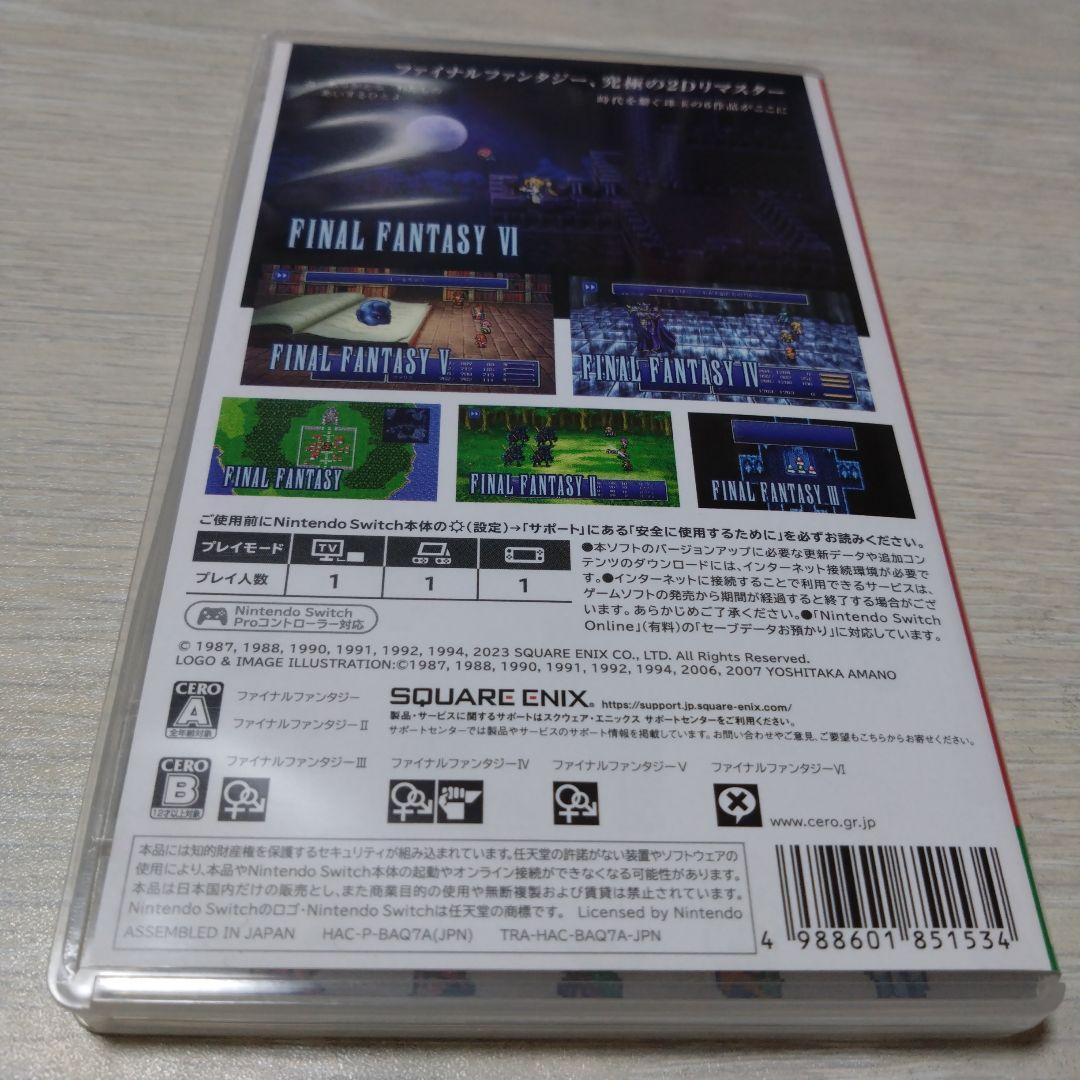 ファイナルファンタジー、究極の2Dリマスター
時代を繋ぐ珠玉の6作品がここに
FINAL FANTASY VI
FINAL FANTASY V
FINAL FANTASY IV
FINAL FANTASY
FINAL FANTASY II
FINAL FANTASY III
ご使用前にNintendo Switch本体の(設定)→「サポート」にある「安全に使用するために」を必ずお読みください。
プレイモード TV
プレイ人数 1 1 1
●本ソフトのバージョンアップに必要な更新データや追加コン
テンツのダウンロードには、インターネット接続環境が必要で
す。●インターネットに接続することで利用できるサービスは、
ゲームソフトの発売から期間が経過すると終了する場合がござ
います。あらかじめご了承ください。●「Nintendo Switch
Online」(有料)の「セーブデータお預かり」に対応しています。
Nintendo Switch
Proコントローラー対応
© 1987, 1988, 1990, 1991, 1992, 1994, 2023 SQUARE ENIX CO., LTD. All Rights Reserved.
LOGO & IMAGE ILLUSTRATION:©1987, 1988, 1990, 1991, 1992, 1994, 2006, 2007 YOSHITAKA AMANO
CERO
A
全年齢対象
ファイナルファンタジー
ファイナルファンタジーⅡ
SQUARE ENIX. https://support.jp.square-enix.com/
製品・サービスに関するサポートはスクウェア・エニックス サポートセンターをご利用ください。
サポートセンターでは製品やサービスのサポート情報を掲載しています。お問い合わせやご意見、ご要望もこちらからお寄せください。
CERO
B
12才以上対象
ファイナルファンタジーⅢ
ファイナルファンタジーⅣ
ファイナルファンタジーⅤ
ファイナルファンタジーⅥ
www.cero.gr.jp
本品には知的財産権を保護するセキュリティが組み込まれています。任天堂の許諾がない装置やソフトウェアの
使用により、本品やNintendo Switch本体の起動やオンライン接続ができなくなる可能性があります。
本品は日本国内だけの販売とし、また商業目的の使用や無断複製および賃貸は禁止されています。
Nintendo Switchのロゴ・Nintendo Switchは任天堂の商標です。 Licensed by Nintendo
ASSEMBLED IN JAPAN HAC-P-BAQ7A(JPN) TRA-HAC-BAQ7A-JPN
4 988601 851534